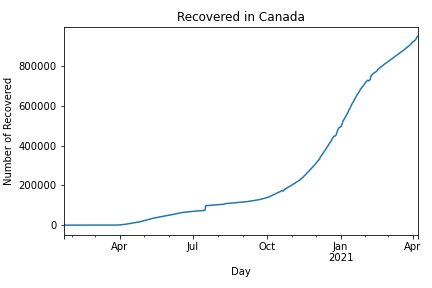 Recovered in Canada
Number of Recovered
800000
600000
400000
200000
0
Apr
Jul
Oct
Jan
2021
Apr
Day